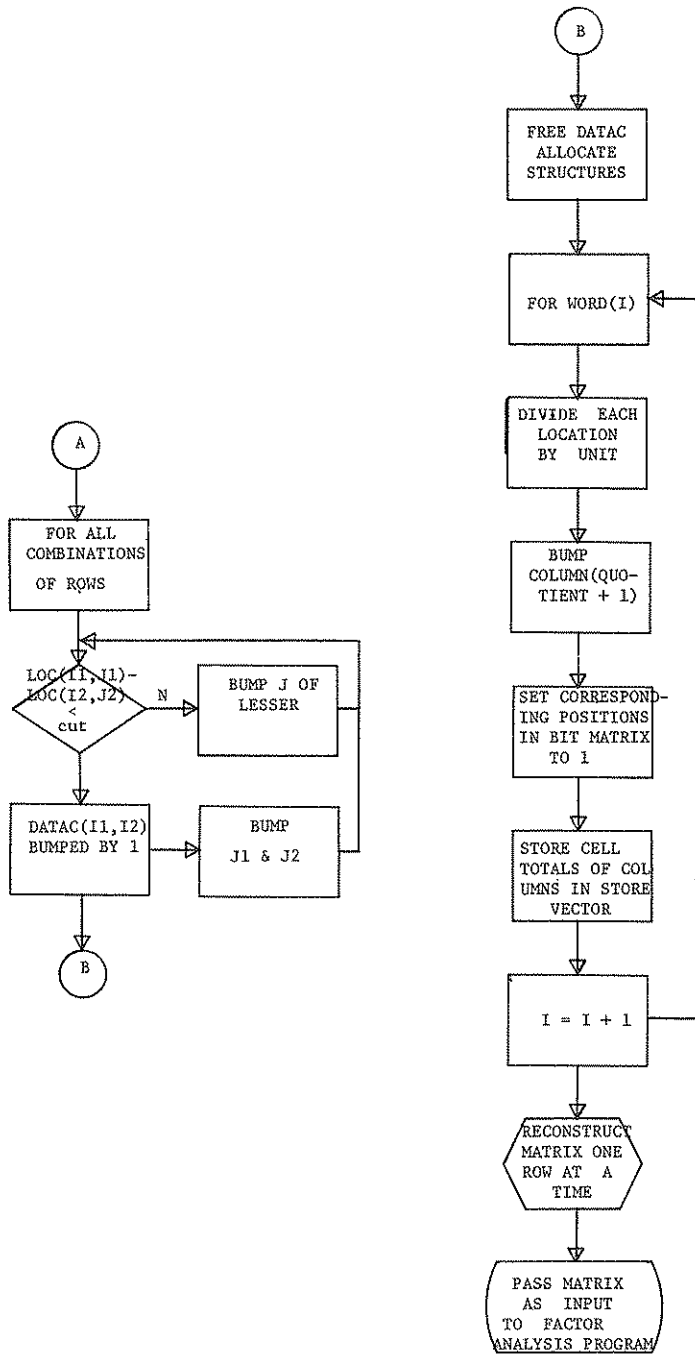 A
FOR ALL
COMBINATIONS
OF ROWS
LOC(I1,J1)-
LOC(I2,J2)
<
cut
N
BUMP J OF
LESSER
DATAC(I1,I2)
BUMPED BY 1
BUMP
J1 & J2
B
B
FREE DATAC
ALLOCATE
STRUCTURES
FOR WORD(I)
DIVIDE EACH
LOCATION
BY UNIT
BUMP
COLUMN(QUO-
TIENT + 1)
SET CORRESPOND-
ING POSITIONS
IN BIT MATRIX
TO 1
STORE CELL
TOTALS OF COL
UMNS IN STORE
VECTOR
I = I + 1
RECONSTRUCT
MATRIX ONE
ROW AT A
TIME
PASS MATRIX
AS INPUT
TO FACTOR
ANALYSIS PROGRAM